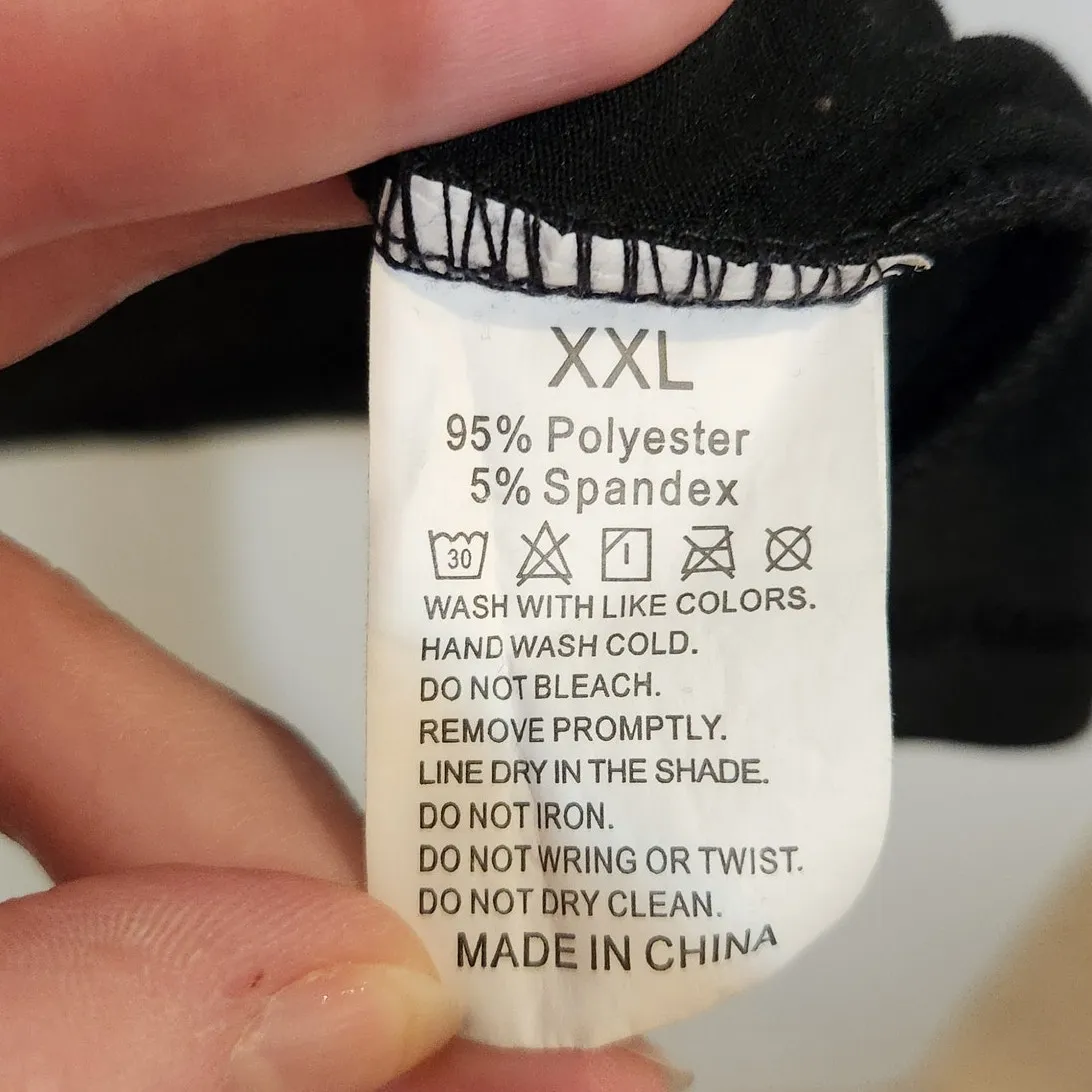 XXL
95% Polyester
5% Spandex
30
WASH WITH LIKE COLORS.
HAND WASH COLD.
DO NOT BLEACH.
REMOVE PROMPTLY.
LINE DRY IN THE SHADE.
DO NOT IRON.
DO NOT WRING OR TWIST.
DO NOT DRY CLEAN.
MADE IN CHINA